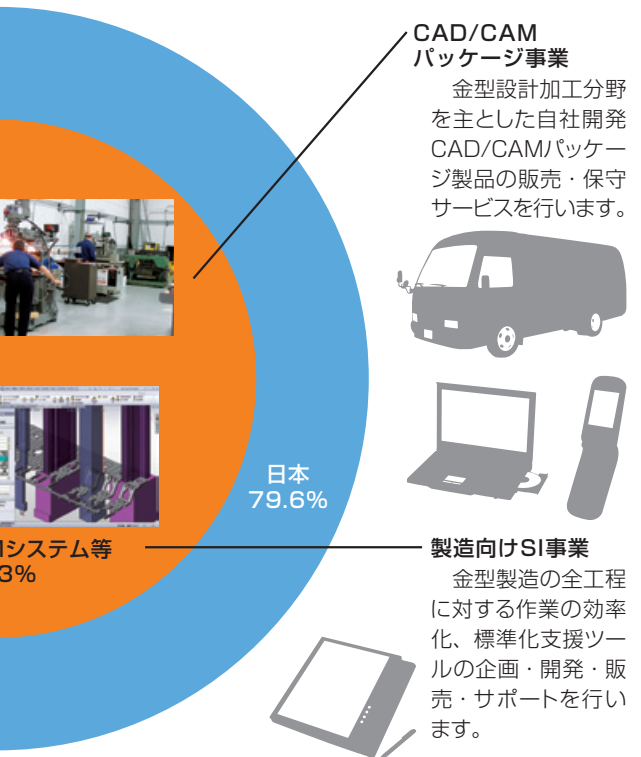 CAD/CAM
パッケージ事業
金型設計加工分野
を主とした自社開発
CAD/CAMパッケー
ジ製品の販売・保守
サービスを行います。
日本
79.6%
システム等
3%
製造向けSI事業
金型製造の全工程
に対する作業の効率
化、標準化支援ツー
ルの企画・開発・販
売・サポートを行い
ます。